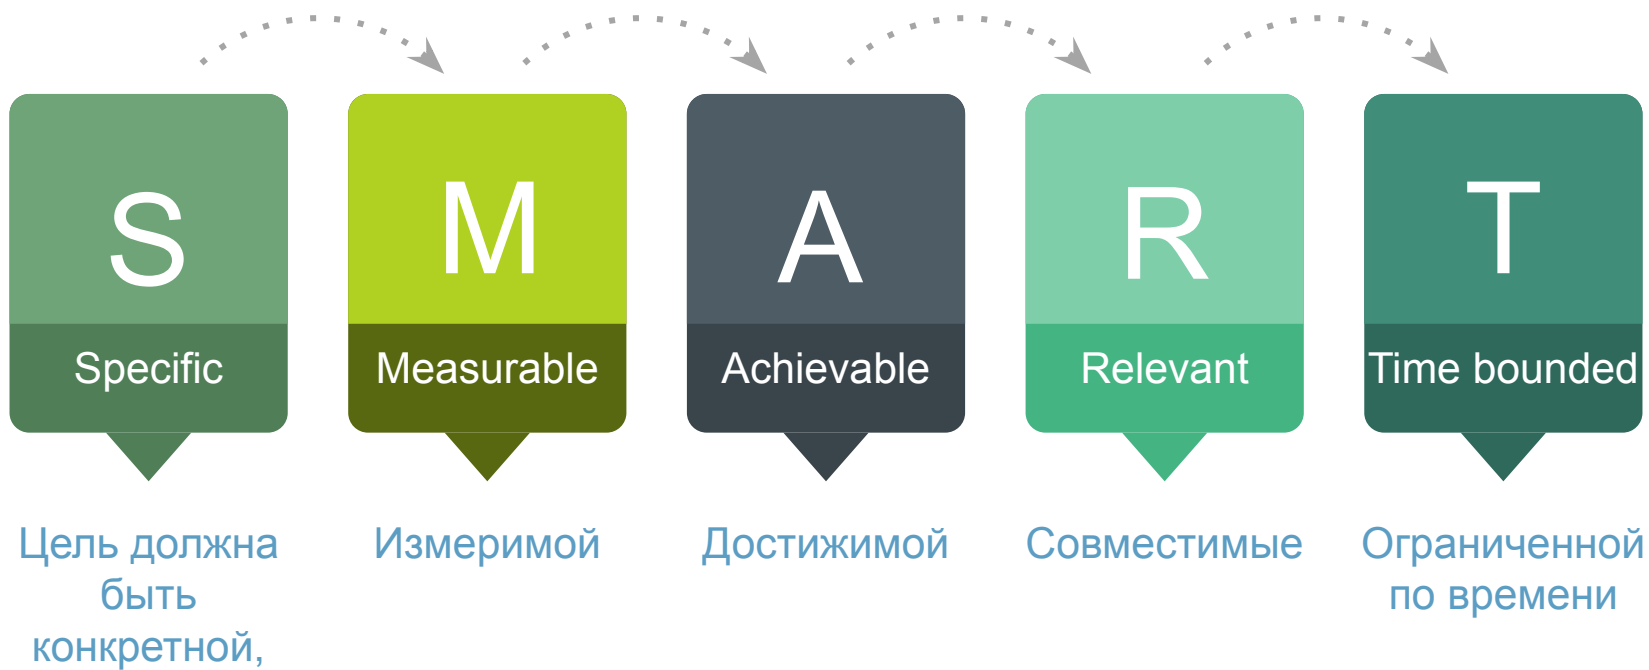 S
Specific
Цель должна
быть
конкретной,
M
Measurable
Измеримой
A
Achievable
Достижимой
R
Relevant
Совместимые
T
Time bounded
Ограниченной
по времени